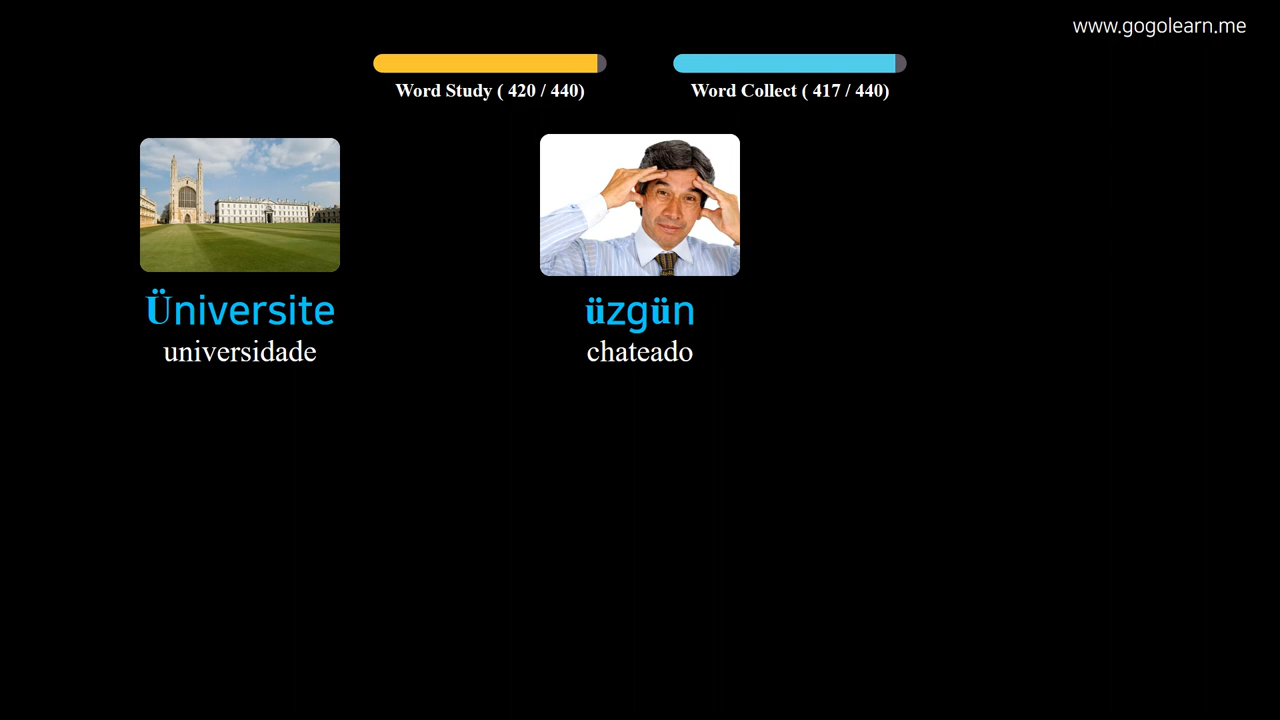 www.gogolearn.me
Word Study ( 420 / 440)
Word Collect ( 417 / 440)
Üniversite
universidade
üzgün
chateado